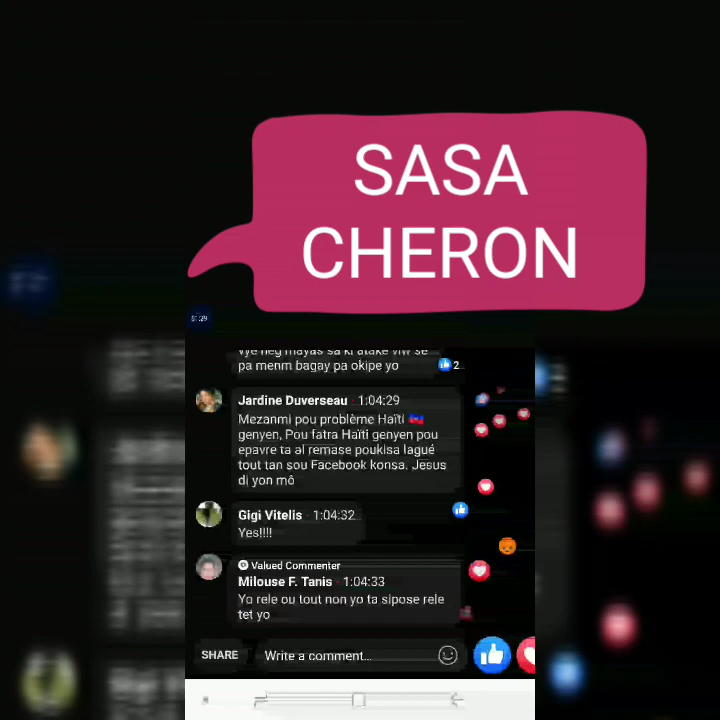 SASA
CHERON
01:29
pa menm bagay pa okipe yo
2
Jardine Duverseau · 1:04:29
Mezanmi pou problème Haïti 🇭🇹
genyen, Pou fatra Haïti genyen pou
epavre ta al remase poukisa lagué
tout tan sou Facebook konsa. Jesus
di yon mô
Gigi Vitelis · 1:04:32
Yes!!!!
Valued Commenter
Milouse F. Tanis · 1:04:33
Yo rele ou tout non yo ta sipose rele
tet yo
SHARE
Write a comment...